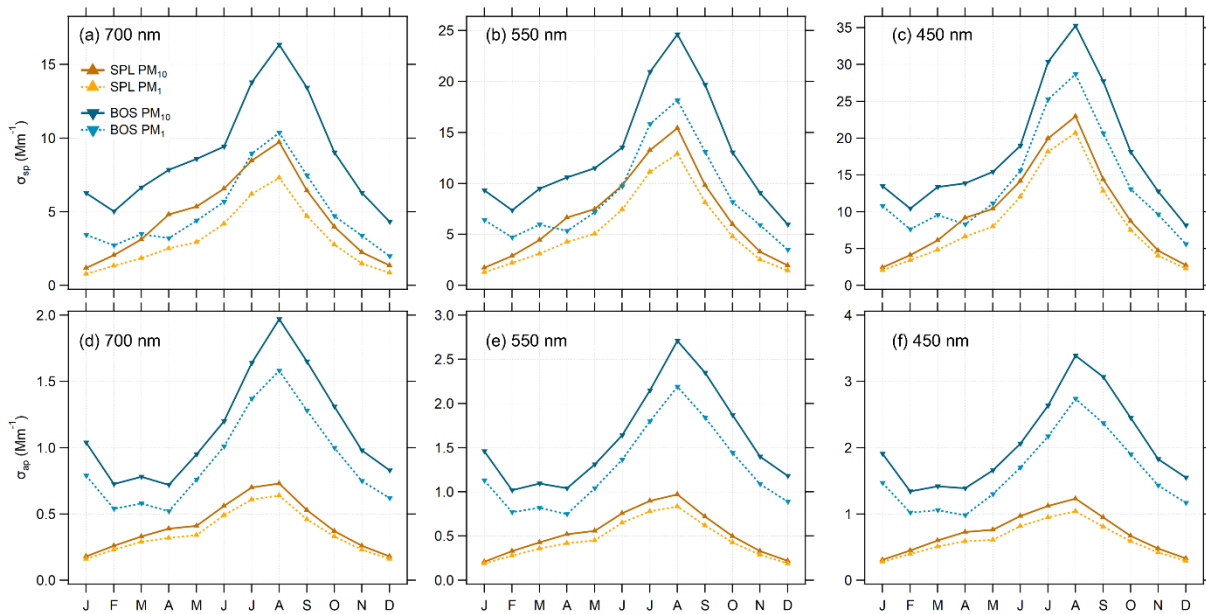 (a) 700 nm
SPL PM10
SPL PM1
BOS PM10
BOS PM1
σsp (Mm-1)
15
10
5
0
(b) 550 nm
25
20
15
10
5
0
(c) 450 nm
35
30
25
20
15
10
5
0
(d) 700 nm
σap (Mm-1)
2.0
1.5
1.0
0.5
0.0
J F M A M J J A S O N D
(e) 550 nm
3.0
2.5
2.0
1.5
1.0
0.5
0.0
J F M A M J J A S O N D
(f) 450 nm
4
3
2
1
0
J F M A M J J A S O N D